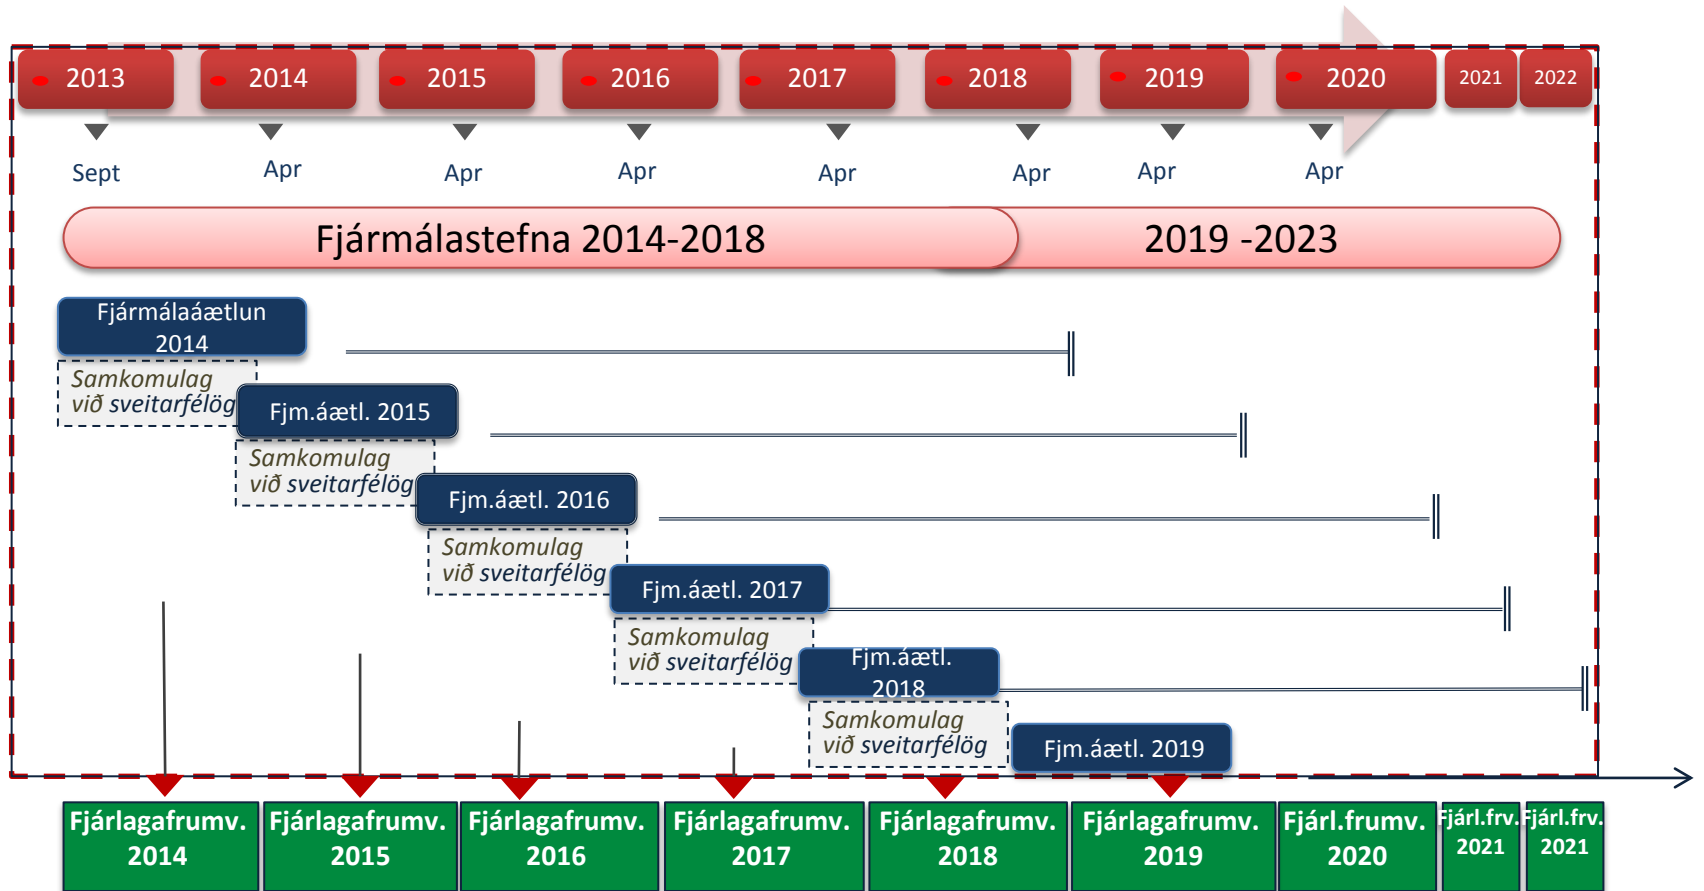 2013
2014
2015
2016
2017
2018
2019
2020
2021
2022
Sept
Apr
Apr
Apr
Apr
Apr
Apr
Apr
Fjármálastefna 2014-2018
2019 -2023
Fjármálaáætlun
2014
Samkomulag
við sveitarfélög
Fjm.áætl. 2015
Samkomulag
við sveitarfélög
Fjm.áætl. 2016
Samkomulag
við sveitarfélög
Fjm.áætl. 2017
Samkomulag
við sveitarfélög
Fjm.áætl.
2018
Samkomulag
við sveitarfélög
Fjm.áætl. 2019
Fjárlagafrumv.
2014
Fjárlagafrumv.
2015
Fjárlagafrumv.
2016
Fjárlagafrumv.
2017
Fjárlagafrumv.
2018
Fjárlagafrumv.
2019
Fjárl.frumv.
2020
Fjárl.frv.
2021
Fjárl.frv.
2021